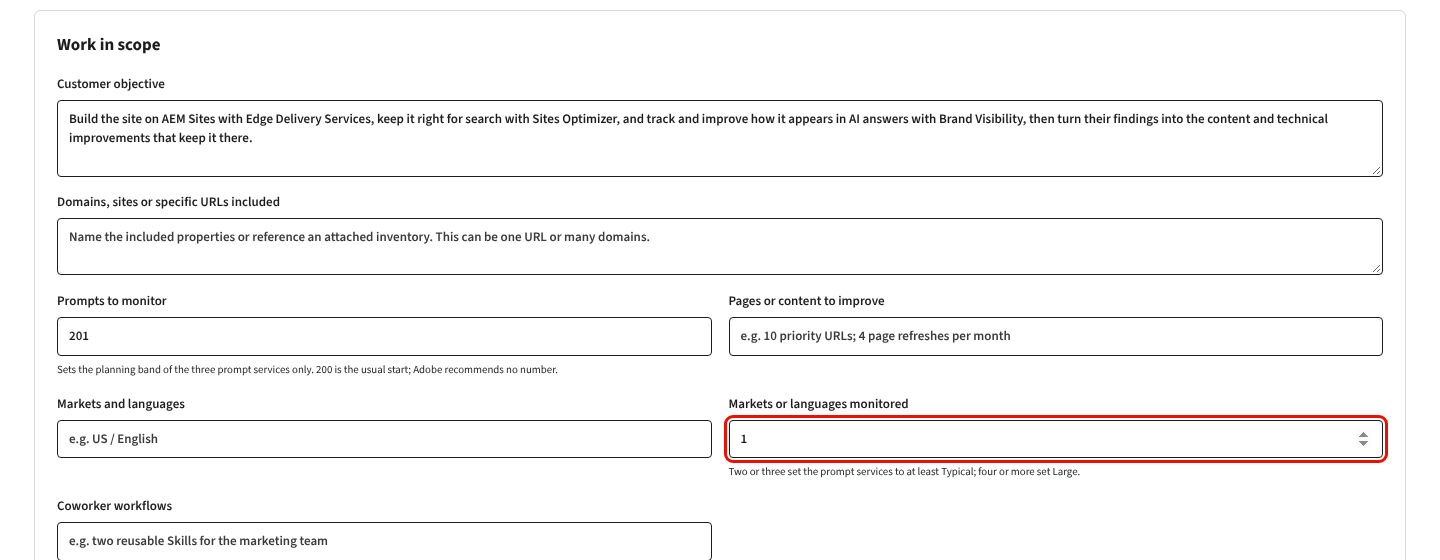 Work in scope
Customer objective
Build the site on AEM Sites with Edge Delivery Services, keep it right for search with Sites Optimizer, and track and improve how it appears in AI answers with Brand Visibility, then turn their findings into the content and technical
improvements that keep it there.
Domains, sites or specific URLs included
Name the included properties or reference an attached inventory. This can be one URL or many domains.
Prompts to monitor
Pages or content to improve
201
e.g. 10 priority URLs; 4 page refreshes per month
Sets the planning band of the three prompt services only. 200 is the usual start; Adobe recommends no number.
Markets and languages
Markets or languages monitored
e.g. US / English
1
Two or three set the prompt services to at least Typical; four or more set Large.
Coworker workflows
e.g. two reusable Skills for the marketing team